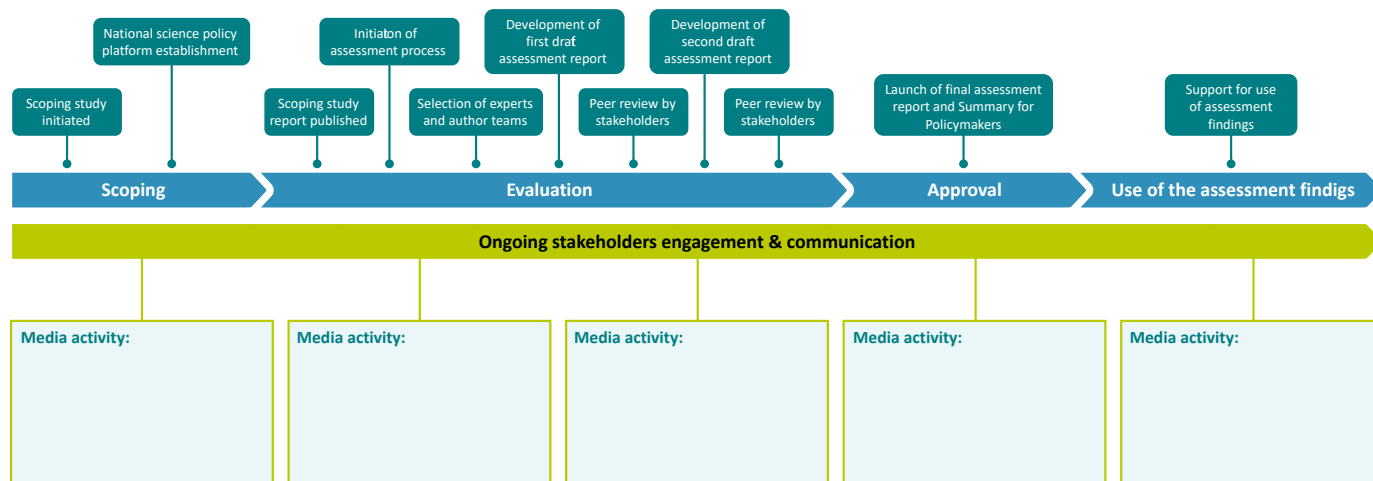 National science policy
platform establishment
Initiation of
assessment process
Development of
first draf
assessment report
Development of
second draft
assessment report
Scoping study
initiated
Scoping study
report published
Selection of experts
and author teams
Peer review by
stakeholders
Peer review by
stakeholders
Launch of final assessment
report and Summary for
Policymakers
Support for use
of assessment
findings
Scoping
Evaluation
Approval
Use of the assessment findigs
Ongoing stakeholders engagement & communication
Media activity:
Media activity:
Media activity:
Media activity:
Media activity: